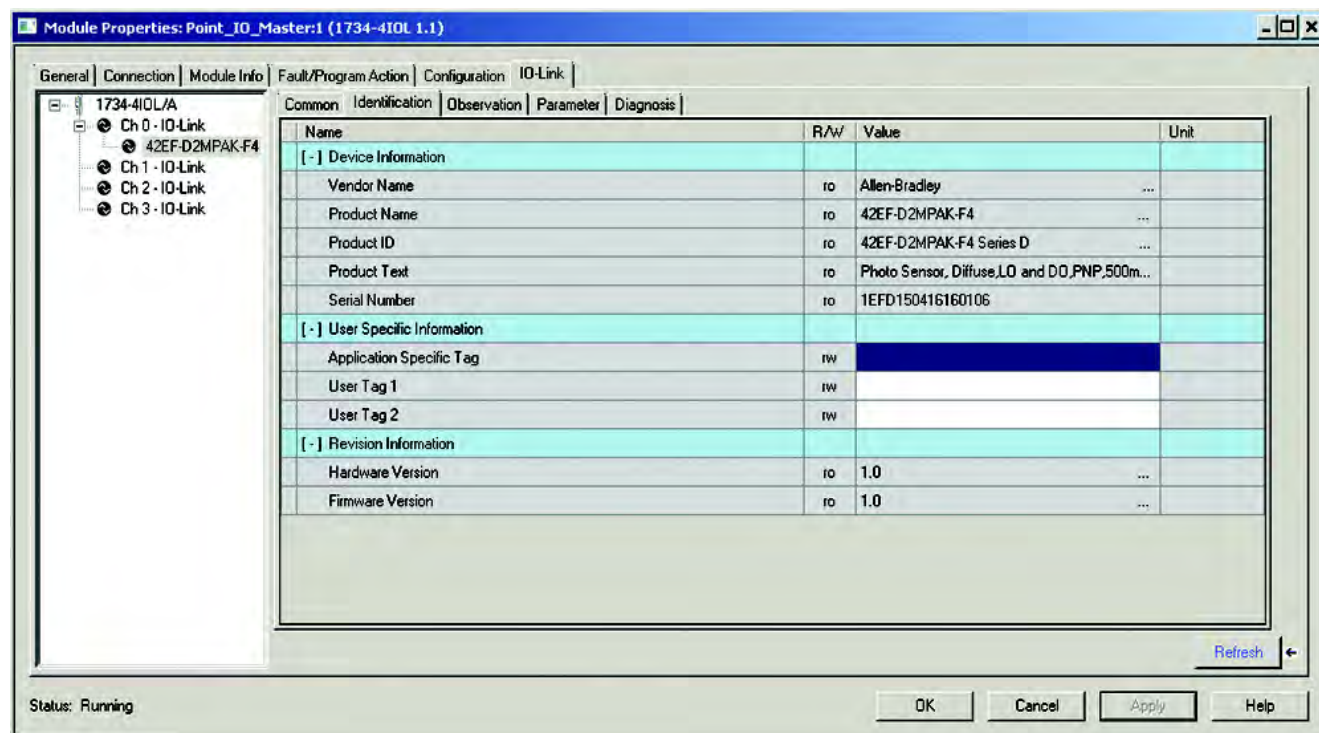 Module Properties: Point_IO_Master:1 (1734-4IOL 1.1)
General Connection Module Info Fault/Program Action Configuration IO-Link
1734-4IOL/A
Ch 0 - IO-Link
42EF-D2MPAK-F4
Ch 1 - IO-Link
Ch 2 - IO-Link
Ch 3 - IO-Link
Common Identification Observation Parameter Diagnosis
Name R/W Value Unit
[-] Device Information
Vendor Name ro Allen-Bradley ...
Product Name ro 42EF-D2MPAK-F4 ...
Product ID ro 42EF-D2MPAK-F4 Series D ...
Product Text ro Photo Sensor, Diffuse,LO and DO,PNP,500m...
Serial Number ro 1EFD150416160106
[-] User Specific Information
Application Specific Tag rw
User Tag 1 rw
User Tag 2 rw
[-] Revision Information
Hardware Version ro 1.0 ...
Firmware Version ro 1.0 ...
Refresh
Status: Running
OK Cancel Apply Help